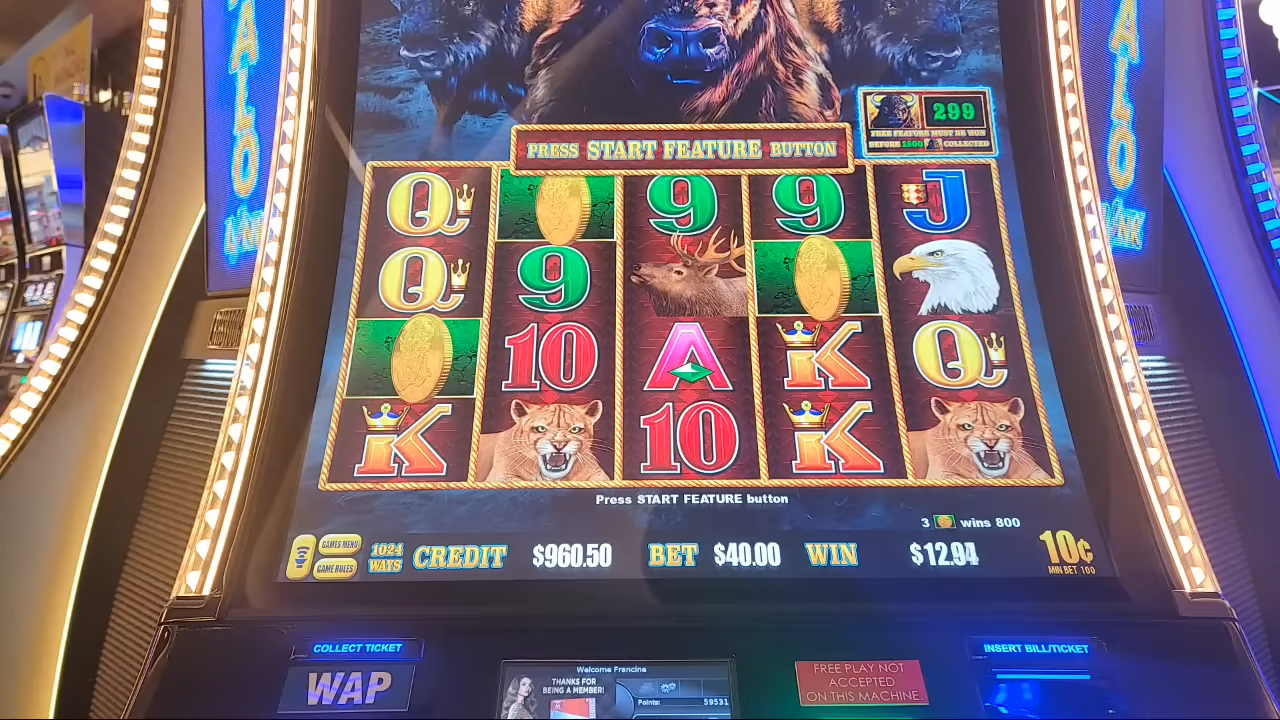 299
FREE FEATURE MUST BE WON
BEFORE 1800 COLLECTED
PRESS START FEATURE BUTTON
Q 9 9 J
Q 9
10 A K Q
K 10 K
Press START FEATURE button
3 wins 800
GAMES MENU
GAME RULES
1024 WAYS
CREDIT $960.50 BET $40.00 WIN $12.94
10¢
MIN BET 100
COLLECT TICKET
WAP
Welcome Francine
THANKS FOR
BEING A MEMBER!
Points: 59531
FREE PLAY NOT
ACCEPTED
ON THIS MACHINE.
INSERT BILL/TICKET